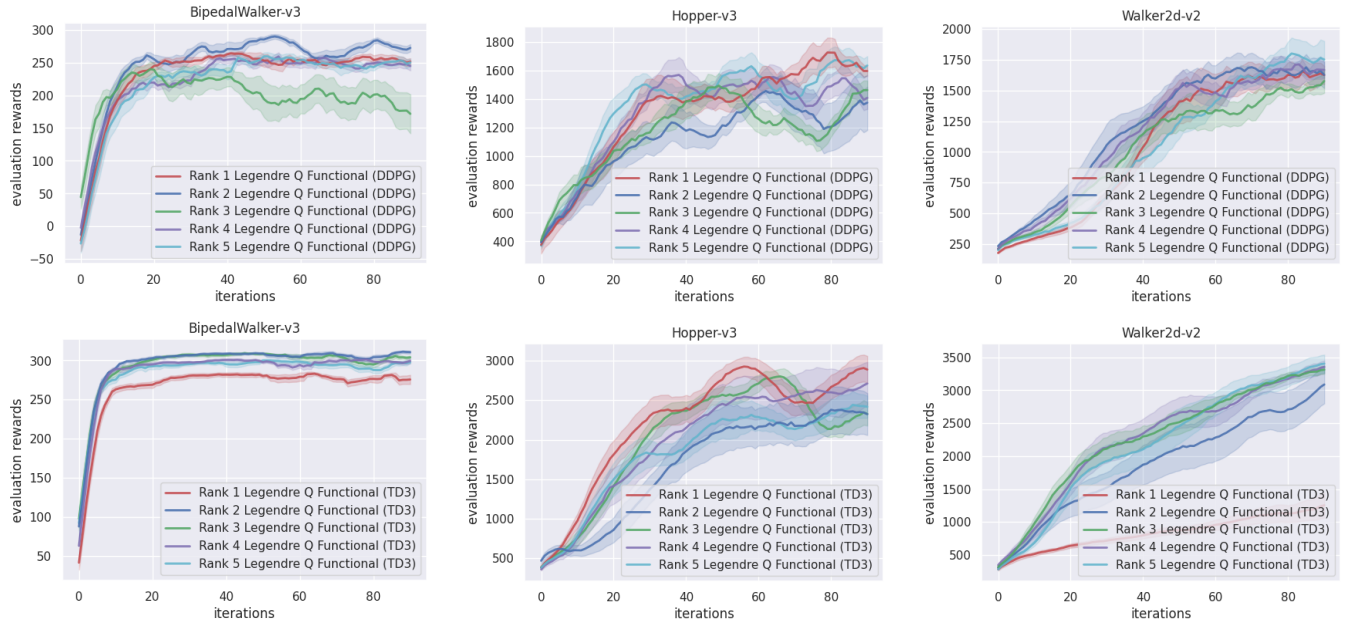 BipedalWalker-v3
evaluation rewards
300
250
200
150
100
50
0
−50
Rank 1 Legendre Q Functional (DDPG)
Rank 2 Legendre Q Functional (DDPG)
Rank 3 Legendre Q Functional (DDPG)
Rank 4 Legendre Q Functional (DDPG)
Rank 5 Legendre Q Functional (DDPG)
0 20 40 60 80
iterations
Hopper-v3
evaluation rewards
1800
1600
1400
1200
1000
800
600
400
Rank 1 Legendre Q Functional (DDPG)
Rank 2 Legendre Q Functional (DDPG)
Rank 3 Legendre Q Functional (DDPG)
Rank 4 Legendre Q Functional (DDPG)
Rank 5 Legendre Q Functional (DDPG)
0 20 40 60 80
iterations
Walker2d-v2
evaluation rewards
2000
1750
1500
1250
1000
750
500
250
Rank 1 Legendre Q Functional (DDPG)
Rank 2 Legendre Q Functional (DDPG)
Rank 3 Legendre Q Functional (DDPG)
Rank 4 Legendre Q Functional (DDPG)
Rank 5 Legendre Q Functional (DDPG)
0 20 40 60 80
iterations
BipedalWalker-v3
evaluation rewards
300
250
200
150
100
50
Rank 1 Legendre Q Functional (TD3)
Rank 2 Legendre Q Functional (TD3)
Rank 3 Legendre Q Functional (TD3)
Rank 4 Legendre Q Functional (TD3)
Rank 5 Legendre Q Functional (TD3)
0 20 40 60 80
iterations
Hopper-v3
evaluation rewards
3000
2500
2000
1500
1000
500
Rank 1 Legendre Q Functional (TD3)
Rank 2 Legendre Q Functional (TD3)
Rank 3 Legendre Q Functional (TD3)
Rank 4 Legendre Q Functional (TD3)
Rank 5 Legendre Q Functional (TD3)
0 20 40 60 80
iterations
Walker2d-v2
evaluation rewards
3500
3000
2500
2000
1500
1000
500
Rank 1 Legendre Q Functional (TD3)
Rank 2 Legendre Q Functional (TD3)
Rank 3 Legendre Q Functional (TD3)
Rank 4 Legendre Q Functional (TD3)
Rank 5 Legendre Q Functional (TD3)
0 20 40 60 80
iterations